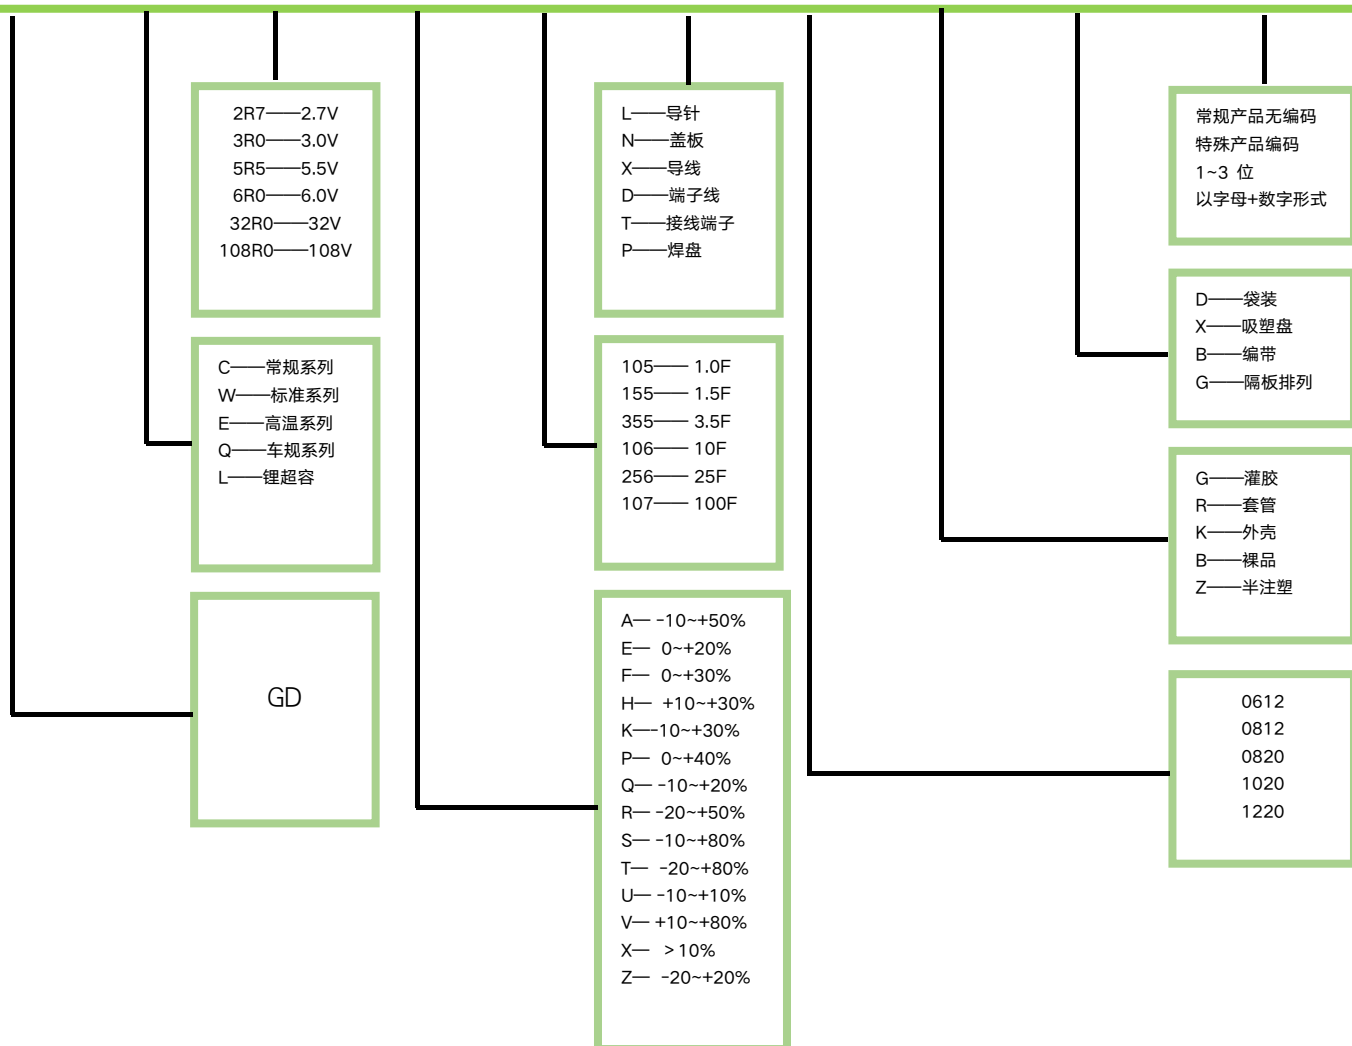 2R7——2.7V
3R0——3.0V
5R5——5.5V
6R0——6.0V
32R0——32V
108R0——108V
C——常规系列
W——标准系列
E——高温系列
Q——车规系列
L——锂超容
GD
L——导针
N——盖板
X——导线
D——端子线
T——接线端子
P——焊盘
105—— 1.0F
155—— 1.5F
355—— 3.5F
106—— 10F
256—— 25F
107—— 100F
A— -10~+50%
E— 0~+20%
F— 0~+30%
H— +10~+30%
K—-10~+30%
P— 0~+40%
Q— -10~+20%
R— -20~+50%
S— -10~+80%
T— -20~+80%
U— -10~+10%
V— +10~+80%
X— >10%
Z— -20~+20%
常规产品无编码
特殊产品编码
1~3 位
以字母+数字形式
D——袋装
X——吸塑盘
B——编带
G——隔板排列
G——灌胶
R——套管
K——外壳
B——裸品
Z——半注塑
0612
0812
0820
1020
1220